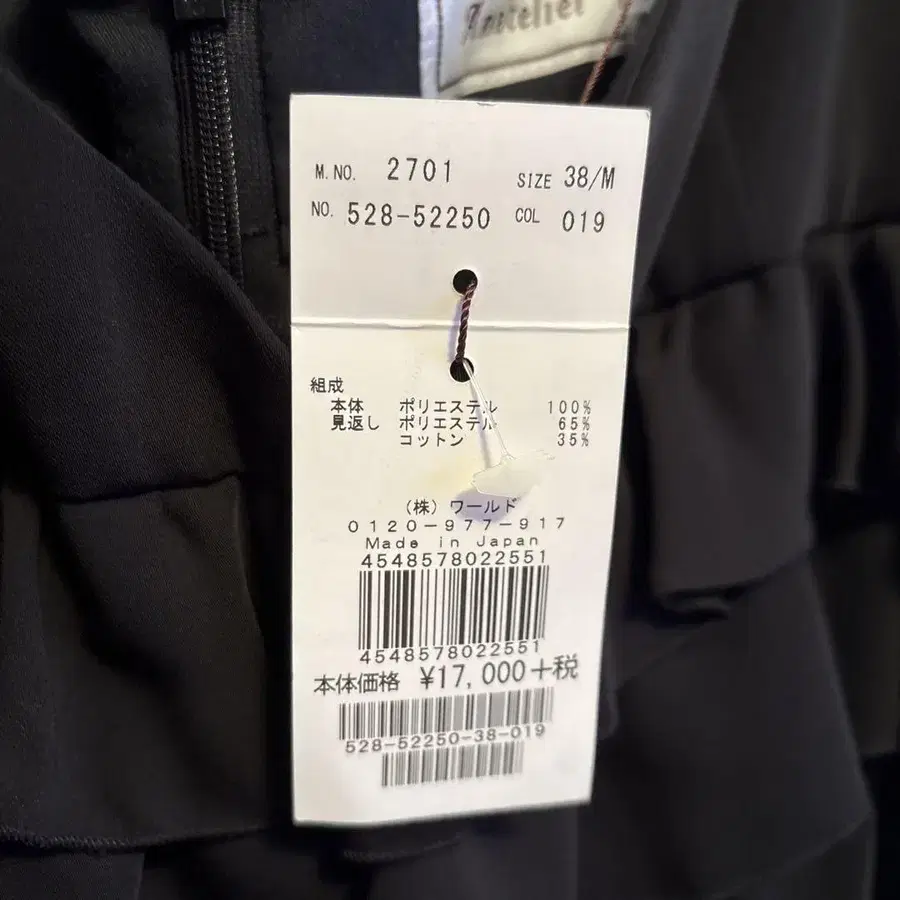 M.NO. 2701 SIZE 38/M
NO. 528-52250 COL 019
組成
本体 ポリエステル 100%
見返し ポリエステル 65%
コットン 35%
(株) ワールド
0120-977-917
Made in Japan
4548578022551
4548578022551
本体価格 ¥17,000+税
528-52250-38-019